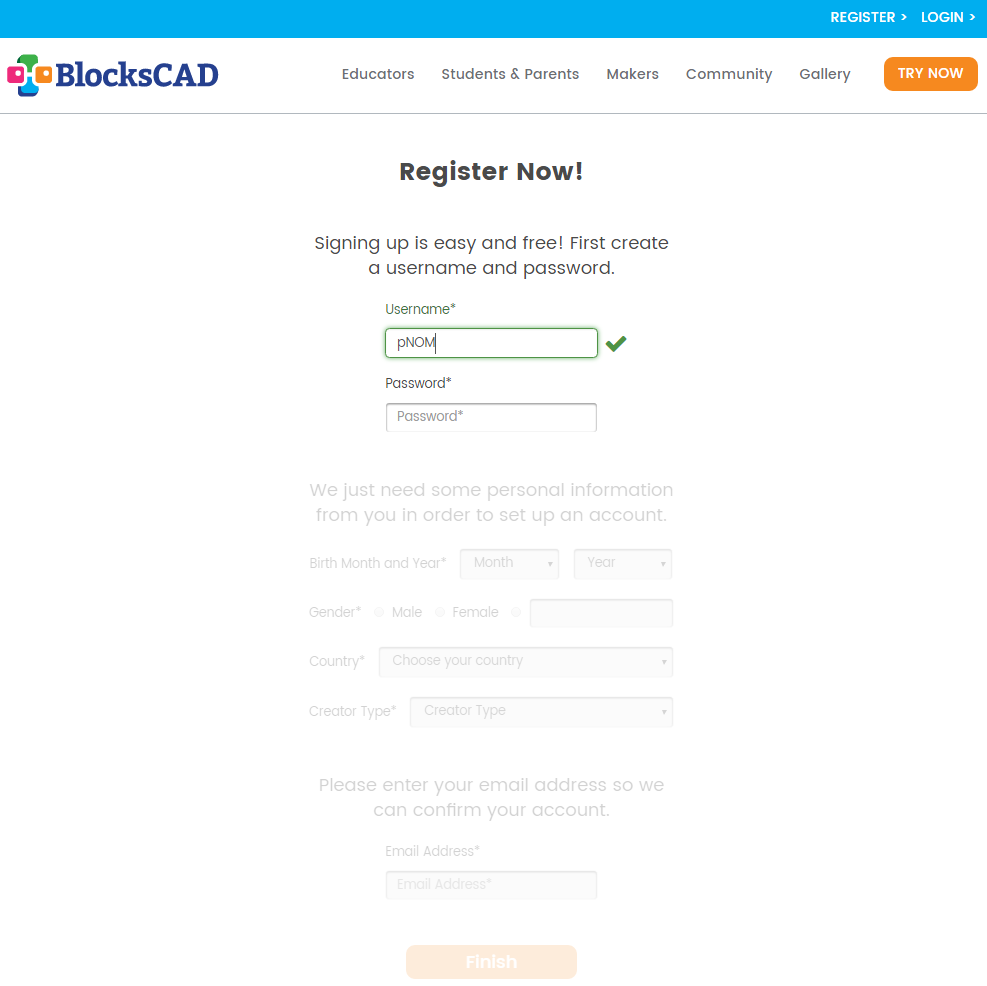 REGISTER > LOGIN >
BlocksCAD
Educators Students & Parents Makers Community Gallery TRY NOW
Register Now!
Signing up is easy and free! First create
a username and password.
Username*
pNOM
Password*
Password*
We just need some personal information
from you in order to set up an account.
Birth Month and Year* Month Year
Gender* Male Female
Country* Choose your country
Creator Type* Creator Type
Please enter your email address so we
can confirm your account.
Email Address*
Email Address*
Finish